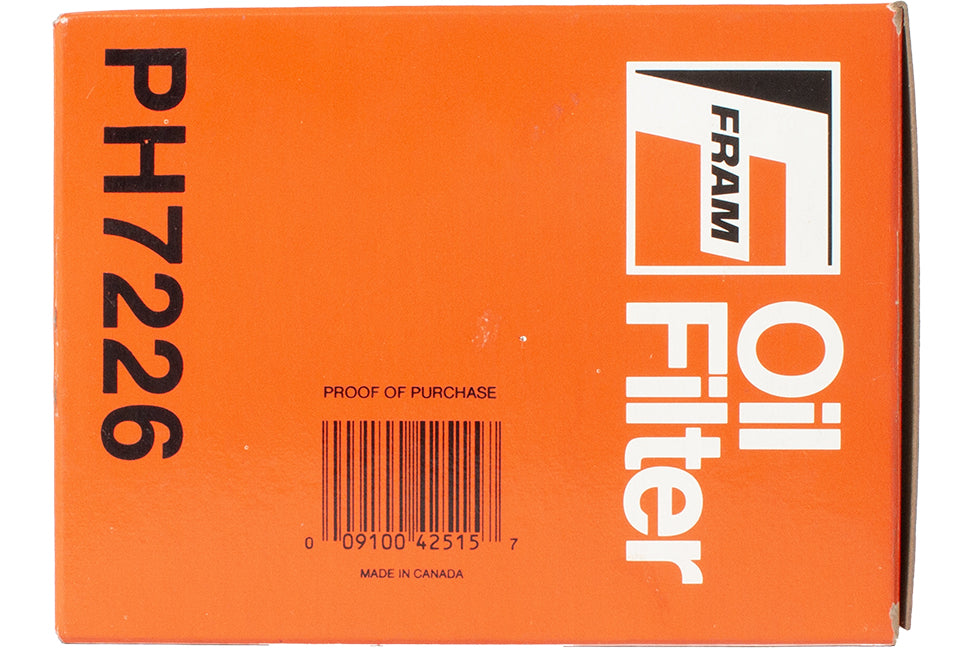 FRAM
Oil
Filter
PH7226
PROOF OF PURCHASE
0 09100 42515 7
MADE IN CANADA